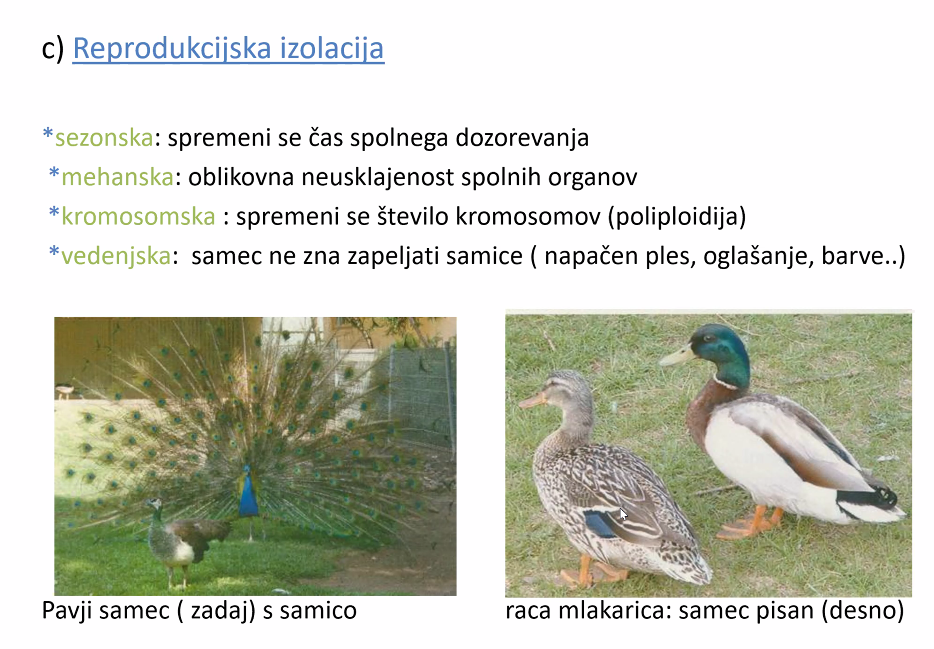 c) Reprodukcijska izolacija
*sezonska: spremeni se čas spolnega dozorevanja
*mehanska: oblikovna neusklajenost spolnih organov
*kromosomska : spremeni se število kromosomov (poliploidija)
*vedenjska:  samec ne zna zapeljati samice ( napačen ples, oglašanje, barve..)
Pavji samec ( zadaj) s samico
raca mlakarica: samec pisan (desno)